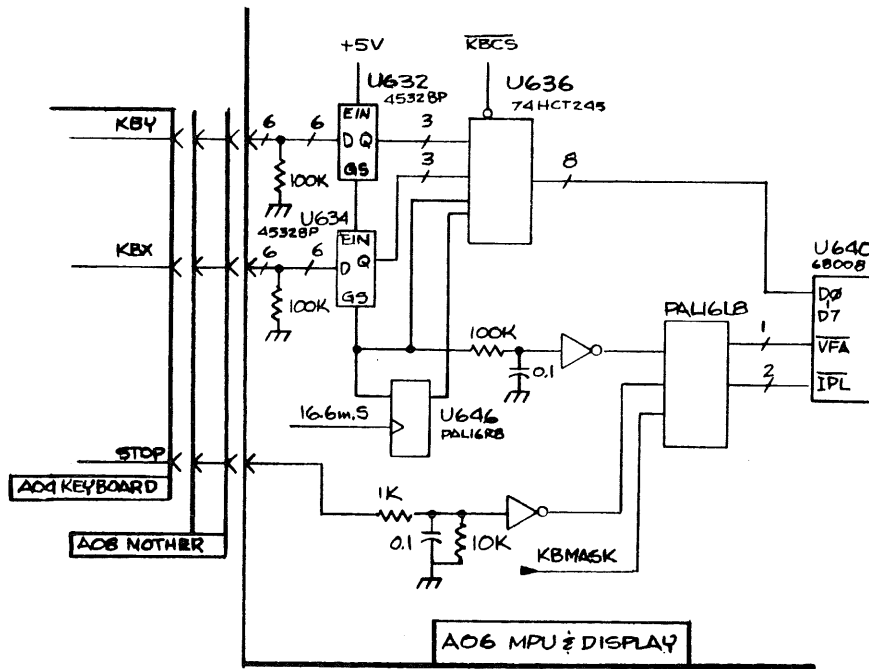 +5V
KBCS
U632
4532BP
U636
74HCT245
EIN
D Q
GS
KBY
6
6
3
3
8
100K
U634
4532BP
EIN
D Q
GS
KBX
6
6
100K
U640
68008
DØ
D7
VFA
IPL
PAL16L8
1
2
100K
0.1
16.6m.S
U646
PAL16R8
STOP
A04 KEYBOARD
A08 MOTHER
1K
0.1
10K
KBMASK
A06 MPU & DISPLAY